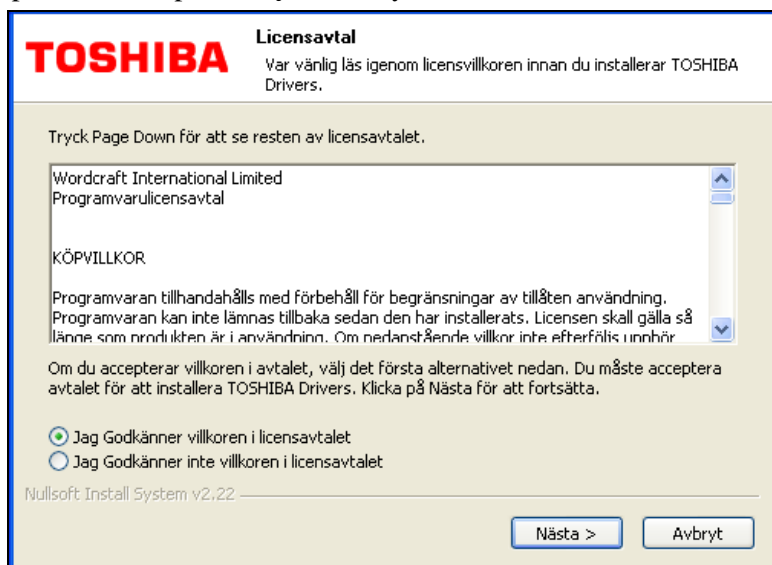 TOSHIBA
Licensavtal
Var vänlig läs igenom licensvillkoren innan du installerar TOSHIBA
Drivers.
Tryck Page Down för att se resten av licensavtalet.
Wordcraft International Limited
Programvarulicensavtal
KÖPVILLKOR
Programvaran tillhandahålls med förbehåll för begränsningar av tillåten användning.
Programvaran kan inte lämnas tillbaka sedan den har installerats. Licensen skall gälla så
länge som produkten är i användning. Om nedanstående villkor inte efterföljs upphör
Om du accepterar villkoren i avtalet, välj det första alternativet nedan. Du måste acceptera
avtalet för att installera TOSHIBA Drivers. Klicka på Nästa för att fortsätta.
Jag Godkänner villkoren i licensavtalet
Jag Godkänner inte villkoren i licensavtalet
Nullsoft Install System v2.22
Nästa >
Avbryt